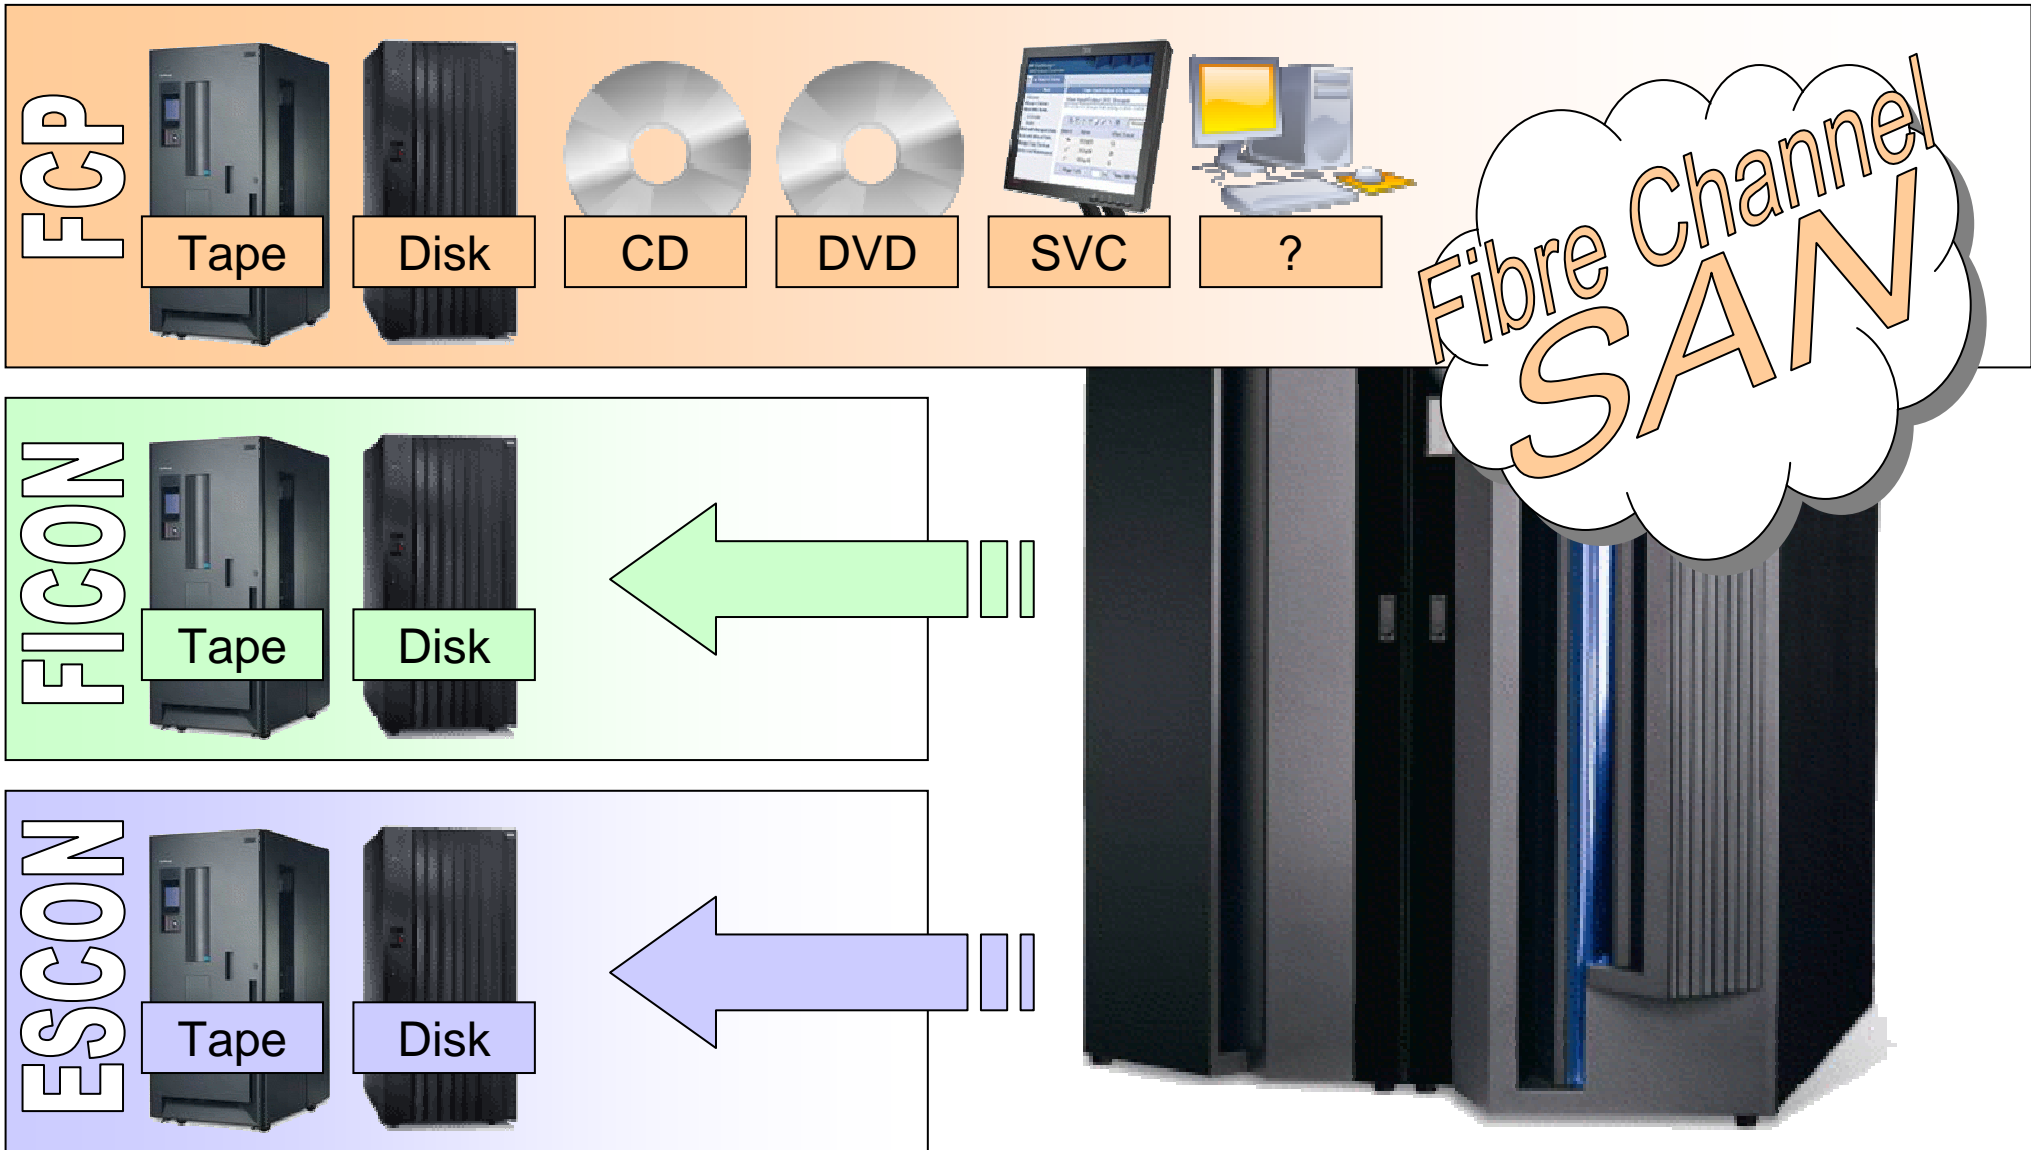 FCP
Tape
Disk
CD
DVD
SVC
?
Fibre Channel
SAN
FICON
Tape
Disk
ESCON
Tape
Disk